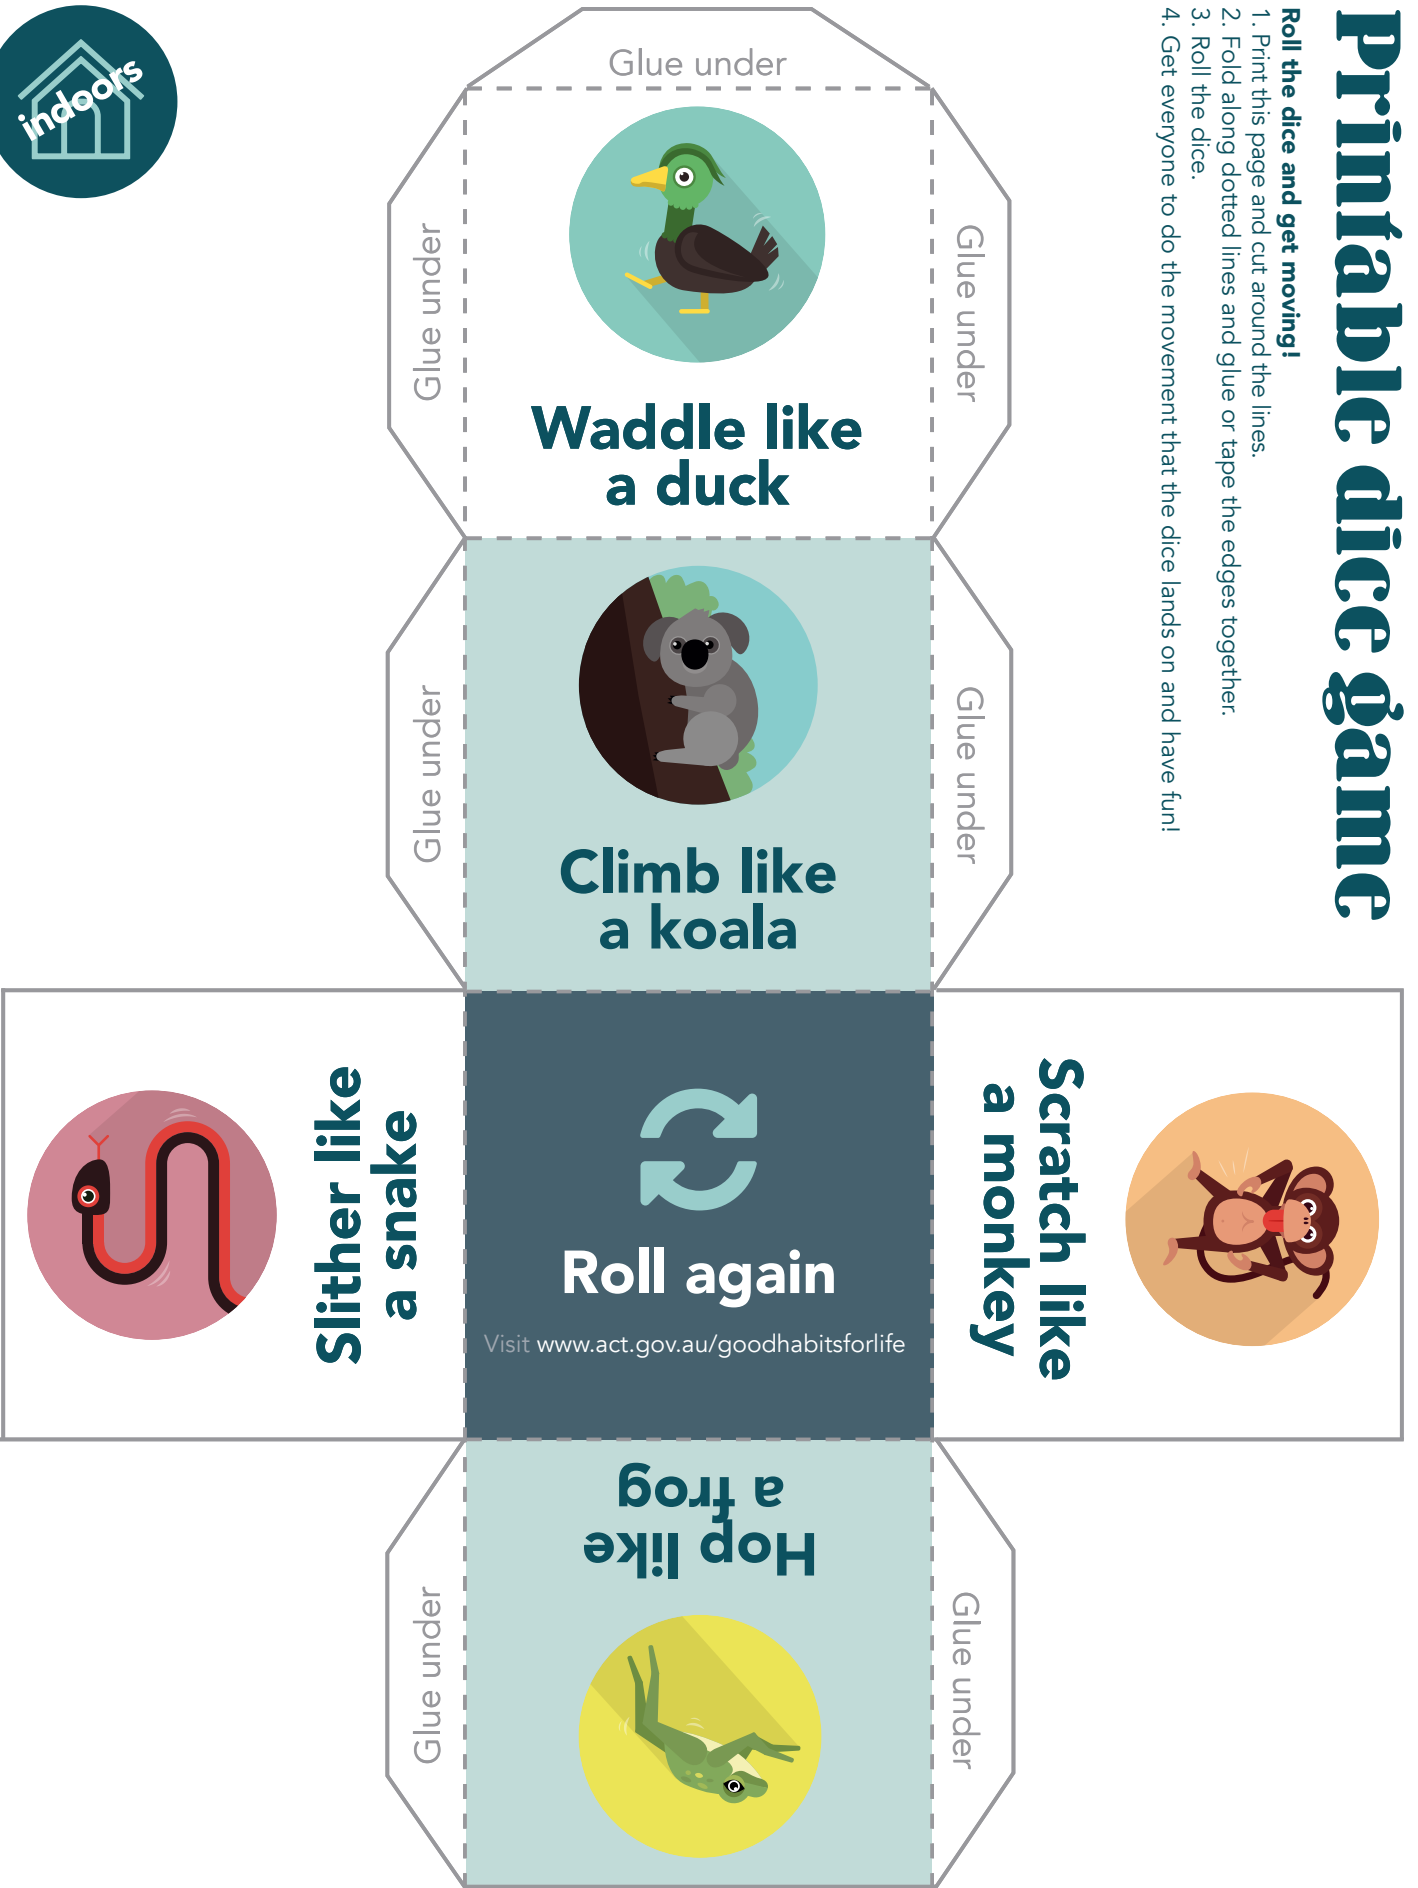 Printable dice game
Roll the dice and get moving!
1. Print this page and cut around the lines.
2. Fold along dotted lines and glue or tape the edges together.
3. Roll the dice.
4. Get everyone to do the movement that the dice lands on and have fun!
indoors
Glue under
Glue under
Glue under
Waddle like
a duck
Glue under
Glue under
Climb like
a koala
Slither like
a snake
Roll again
Visit www.act.gov.au/goodhabitsforlife
Scratch like
a monkey
Hop like
a frog
Glue under
Glue under